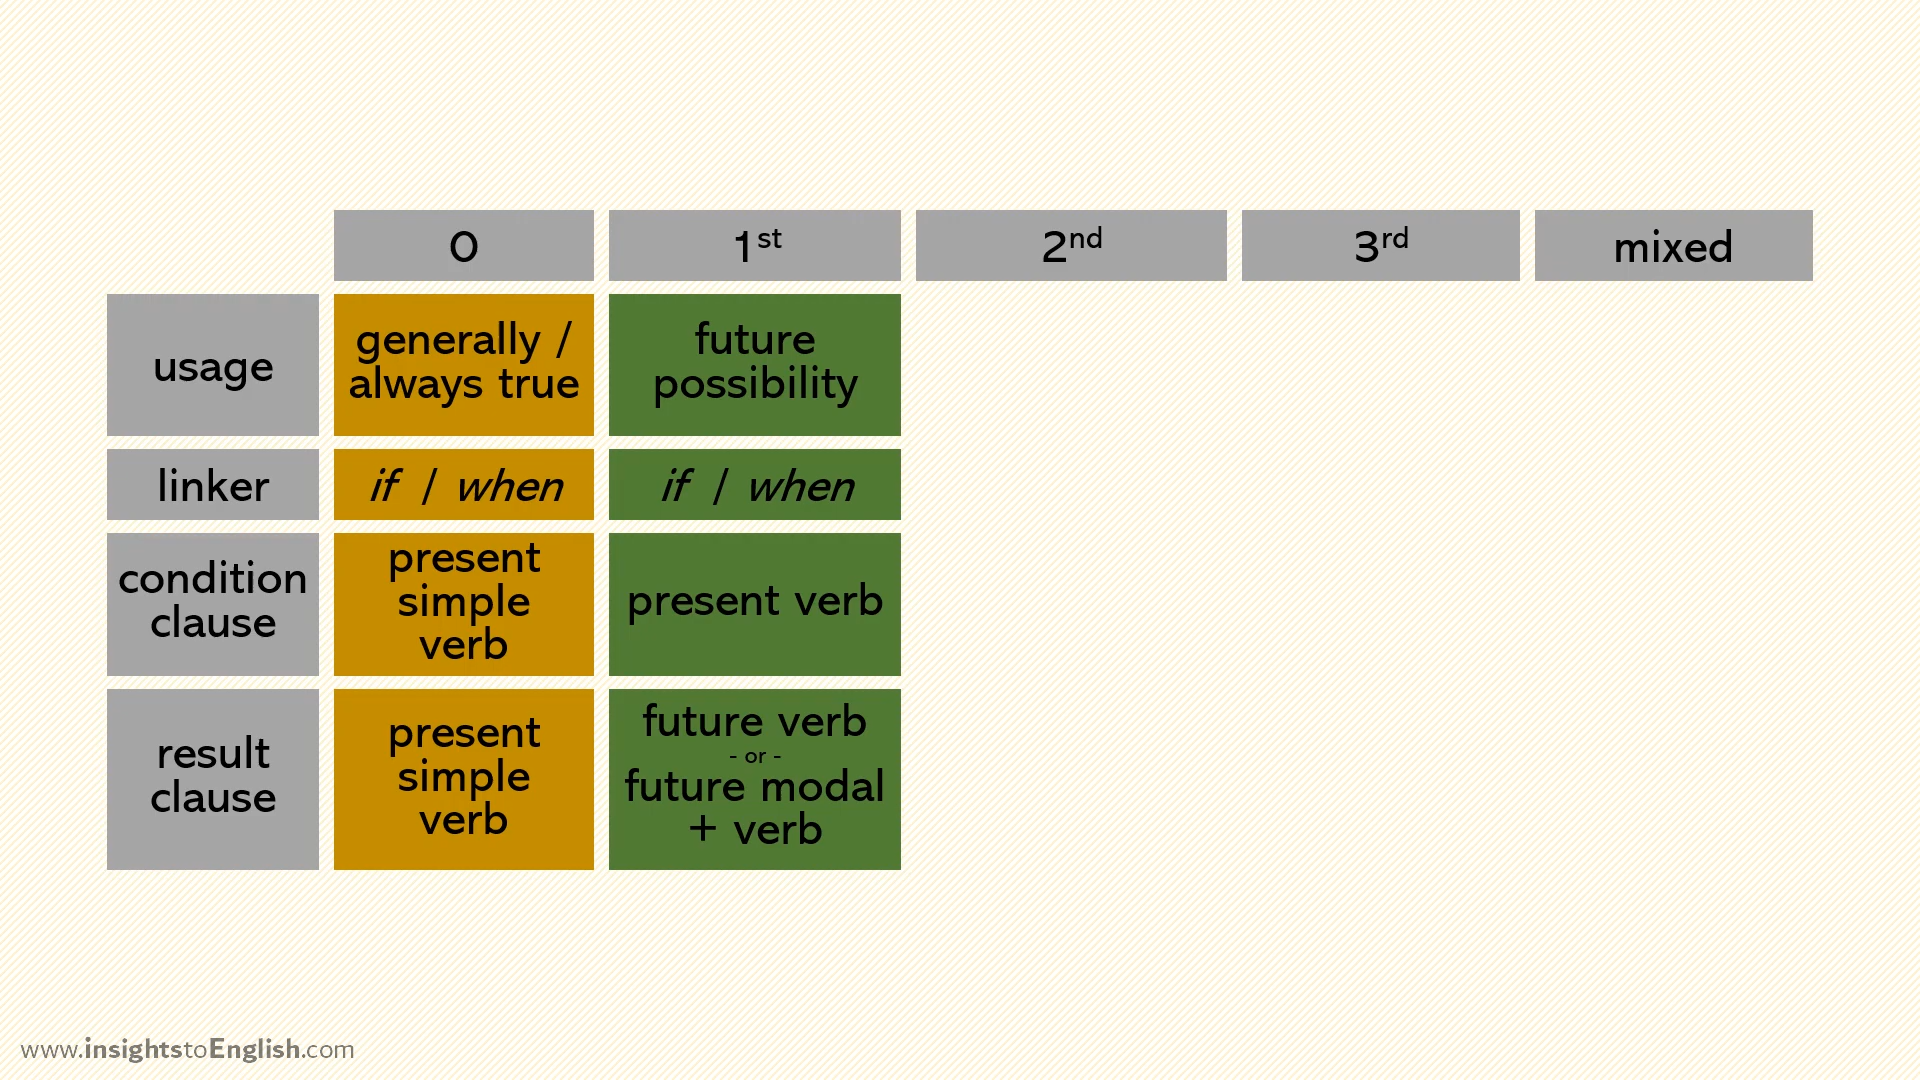 0
1st
2nd
3rd
mixed
usage
generally /
always true
future
possibility
linker
if / when
if / when
condition
clause
present
simple
verb
present verb
result
clause
present
simple
verb
future verb
- or -
future modal
+ verb
www.insightstoEnglish.com